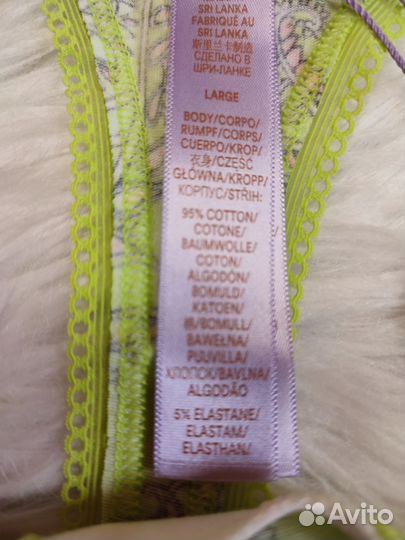 SRI LANKA
FABRIQUÉ AU
SRI LANKA
斯里兰卡制造
СДЕЛАНО В
ШРИ-ЛАНКЕ
LARGE
BODY/CORPO/
RUMPF/CORPS/
CUERPO/KROP/
衣身/CZĘŚĆ
GŁÓWNA/KROPP/
КОРПУС/STŘIH:
95% COTTON/
COTONE/
BAUMWOLLE/
COTON/
ALGODÓN/
BOMULD/
KATOEN/
棉/BOMULL/
BAWEŁNA/
PUUVILLA/
ХЛОПОК/BAVLNA/
ALGODÃO
5% ELASTANE/
ELASTAM/
ELASTHAN/
Avito